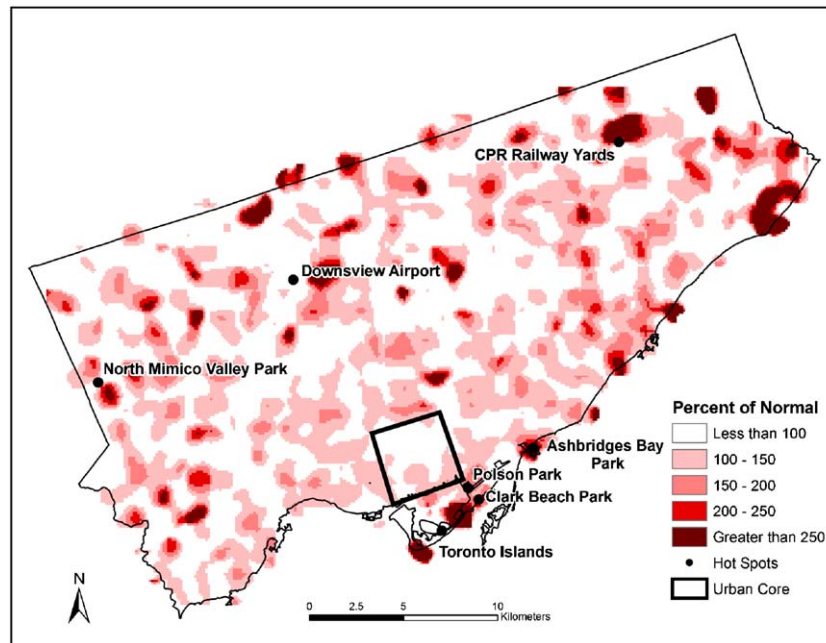 CPR Railway Yards
Downsview Airport
North Mimico Valley Park
Percent of Normal
Less than 100
100 - 150
150 - 200
200 - 250
Greater than 250
Hot Spots
Urban Core
Ashbridges Bay
Park
Polson Park
Clark Beach Park
Toronto Islands
N
0 2.5 5 10
Kilometers